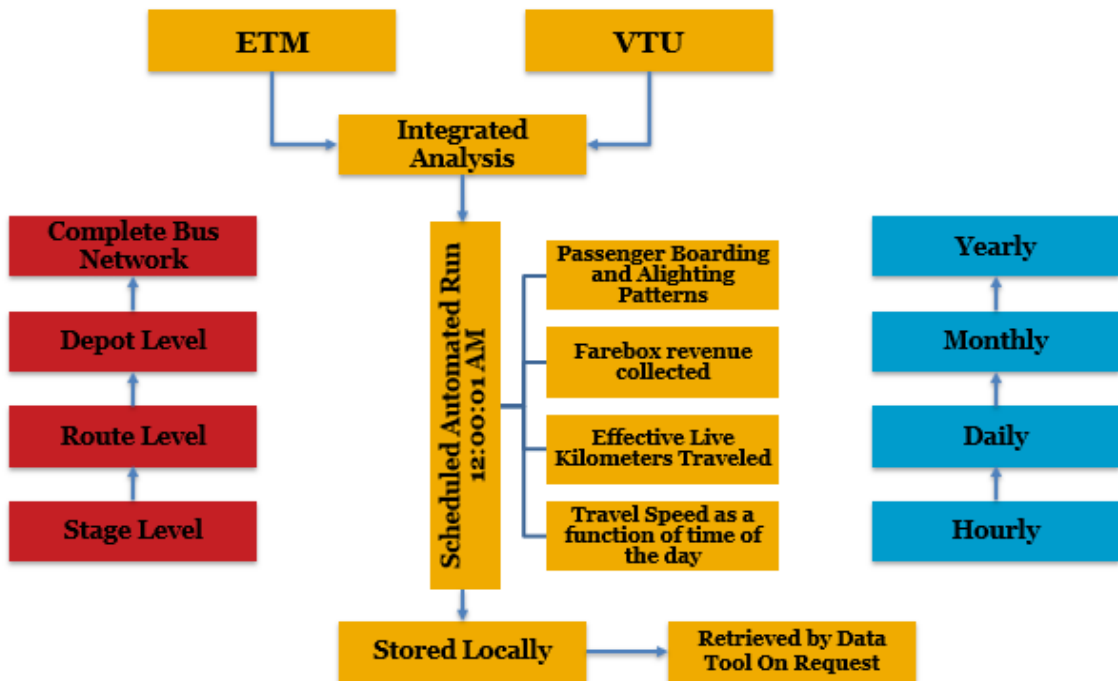 ETM
VTU
Integrated
Analysis
Scheduled Automated Run
12:00:01 AM
Passenger Boarding
and Alighting
Patterns
Farebox revenue
collected
Effective Live
Kilometers Traveled
Travel Speed as a
function of time of
the day
Stored Locally
Retrieved by Data
Tool On Request
Complete Bus
Network
Depot Level
Route Level
Stage Level
Yearly
Monthly
Daily
Hourly